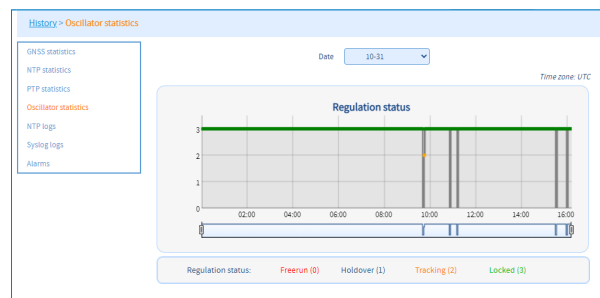 History > Oscillator statistics
GNSS statistics
NTP statistics
PTP statistics
Oscillator statistics
NTP logs
Syslog logs
Alarms
Date 10-31
Time zone: UTC
Regulation status
3
2
1
0
02:00 04:00 06:00 08:00 10:00 12:00 14:00 16:00
Regulation status: Freerun (0) Holdover (1) Tracking (2) Locked (3)